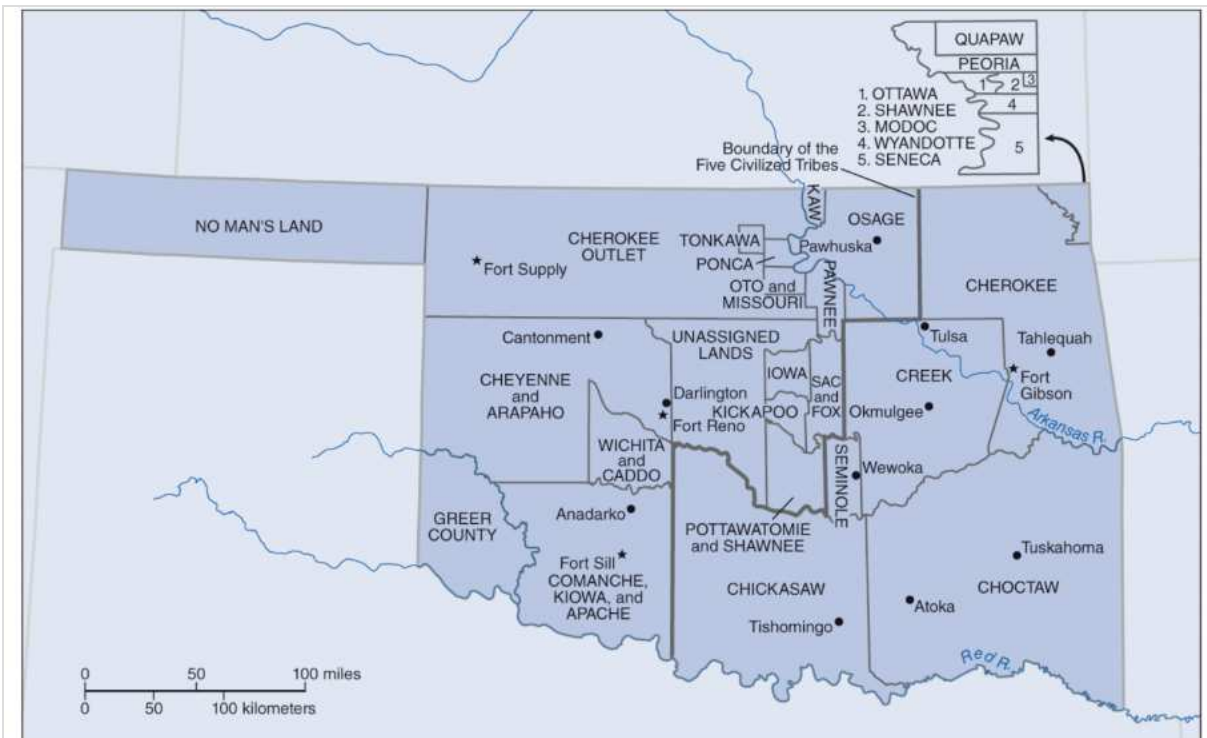 QUAPAW
PEORIA
1
2
3
4
5
1. OTTAWA
2. SHAWNEE
3. MODOC
4. WYANDOTTE
5. SENECA
Boundary of the
Five Civilized Tribes
NO MAN'S LAND
CHEROKEE
OUTLET
Fort Supply
TONKAWA
PONCA
OTO and
MISSOURI
KAW
OSAGE
Pawhuska
PAWNEE
CHEROKEE
Cantonment
UNASSIGNED
LANDS
Tulsa
Tahlequah
CHEYENNE
and
ARAPAHO
IOWA
SAC
and
FOX
CREEK
Fort
Gibson
Darlington
Fort Reno
KICKAPOO
Okmulgee
Arkansas R.
WICHITA
and
CADDO
SEMINOLE
Wewoka
GREER
COUNTY
Anadarko
POTTAWATOMIE
and SHAWNEE
Fort Sill
COMANCHE,
KIOWA, and
APACHE
CHICKASAW
Tishomingo
Tuskahoma
CHOCTAW
Atoka
Red R.
0 50 100 miles
0 50 100 kilometers